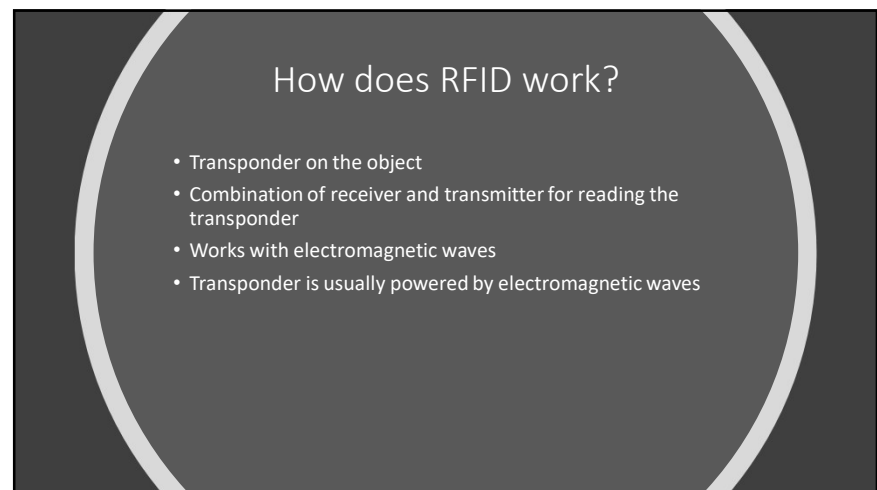 How does RFID work?
• Transponder on the object
• Combination of receiver and transmitter for reading the
transponder
• Works with electromagnetic waves
• Transponder is usually powered by electromagnetic waves